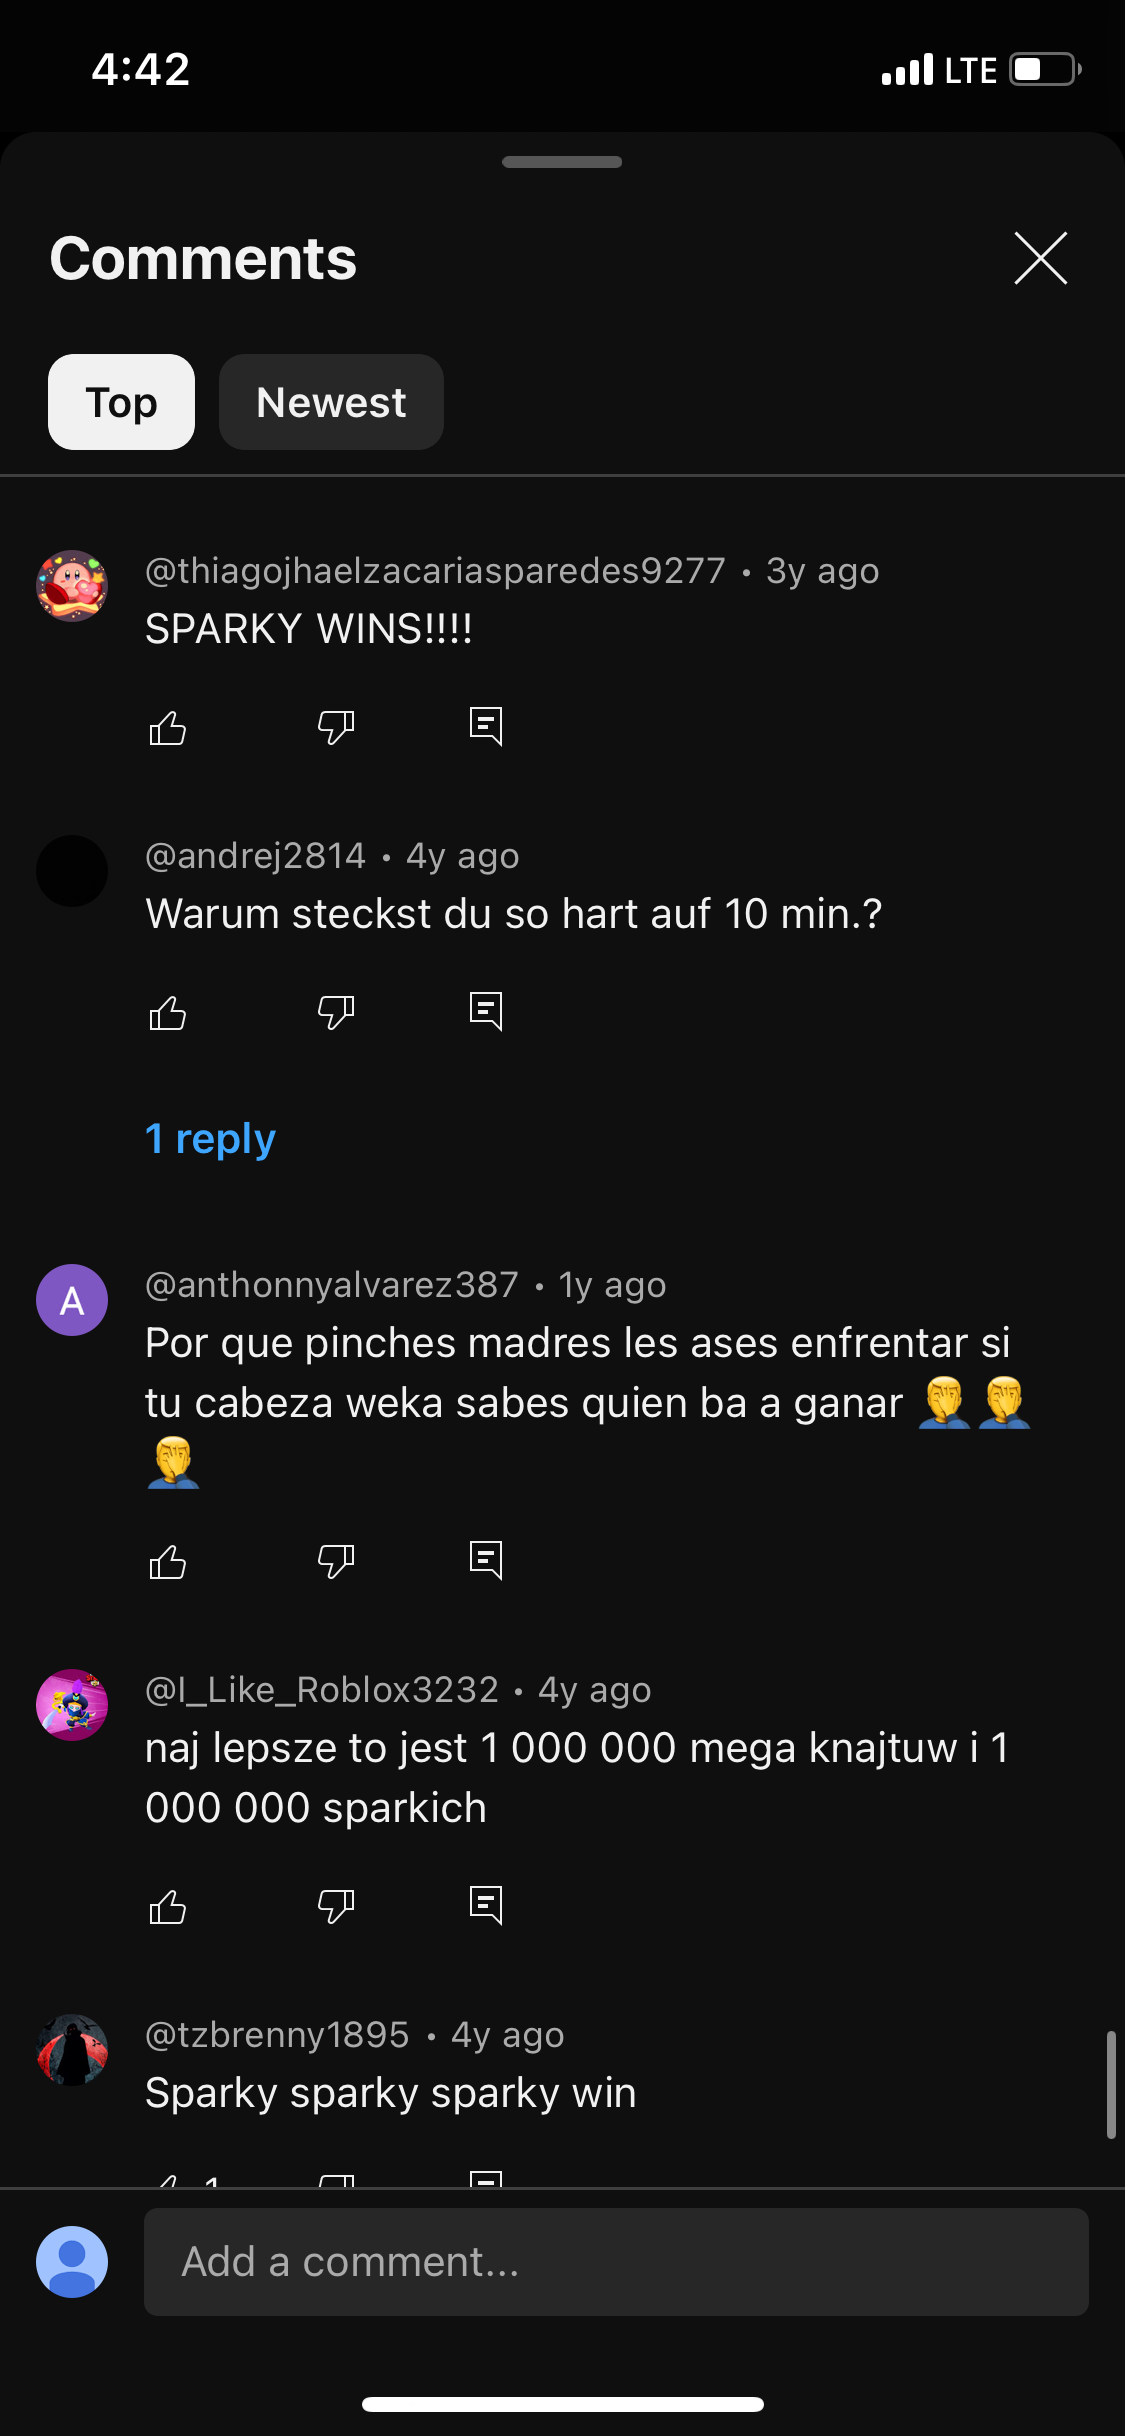 4:42
LTE
Comments
Top
Newest
@thiagojhaelzacariasparedes9277 • 3y ago
SPARKY WINS!!!!
@andrej2814 • 4y ago
Warum steckst du so hart auf 10 min.?
1 reply
A
@anthonnyalvarez387 • 1y ago
Por que pinches madres les ases enfrentar si
tu cabeza weka sabes quien ba a ganar 🤦‍♂️🤦‍♂️
🤦‍♂️
@I_Like_Roblox3232 • 4y ago
naj lepsze to jest 1 000 000 mega knajtuw i 1
000 000 sparkich
@tzbrenny1895 • 4y ago
Sparky sparky sparky win
1
Add a comment...